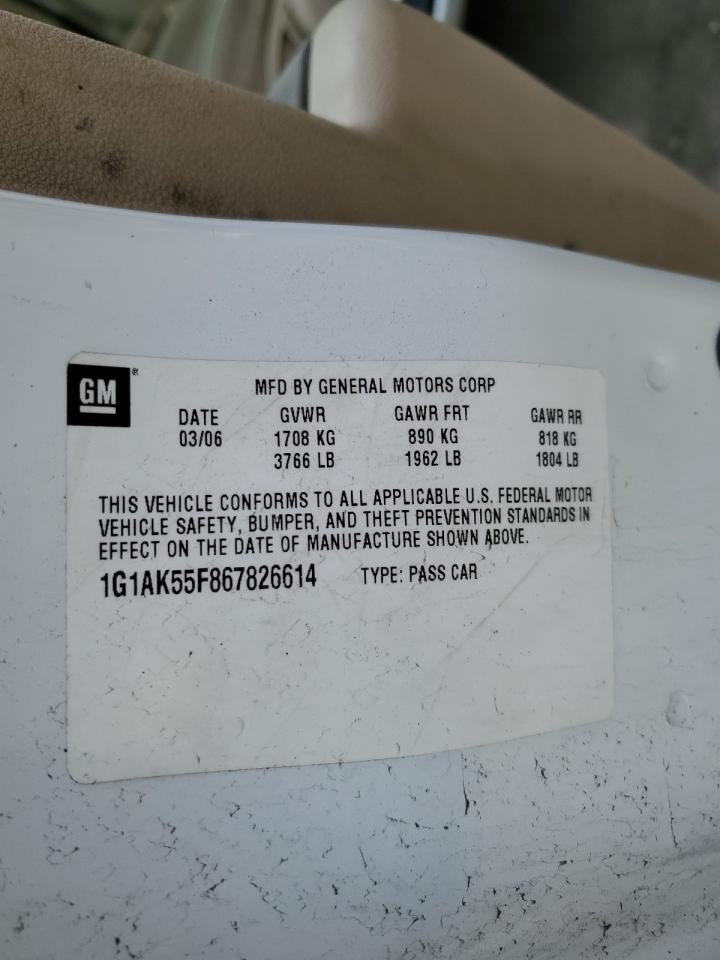 GM®
MFD BY GENERAL MOTORS CORP
DATE GVWR GAWR FRT GAWR RR
03/06 1708 KG 890 KG 818 KG
3766 LB 1962 LB 1804 LB
THIS VEHICLE CONFORMS TO ALL APPLICABLE U.S. FEDERAL MOTOR
VEHICLE SAFETY, BUMPER, AND THEFT PREVENTION STANDARDS IN
EFFECT ON THE DATE OF MANUFACTURE SHOWN ABOVE.
1G1AK55F867826614 TYPE: PASS CAR